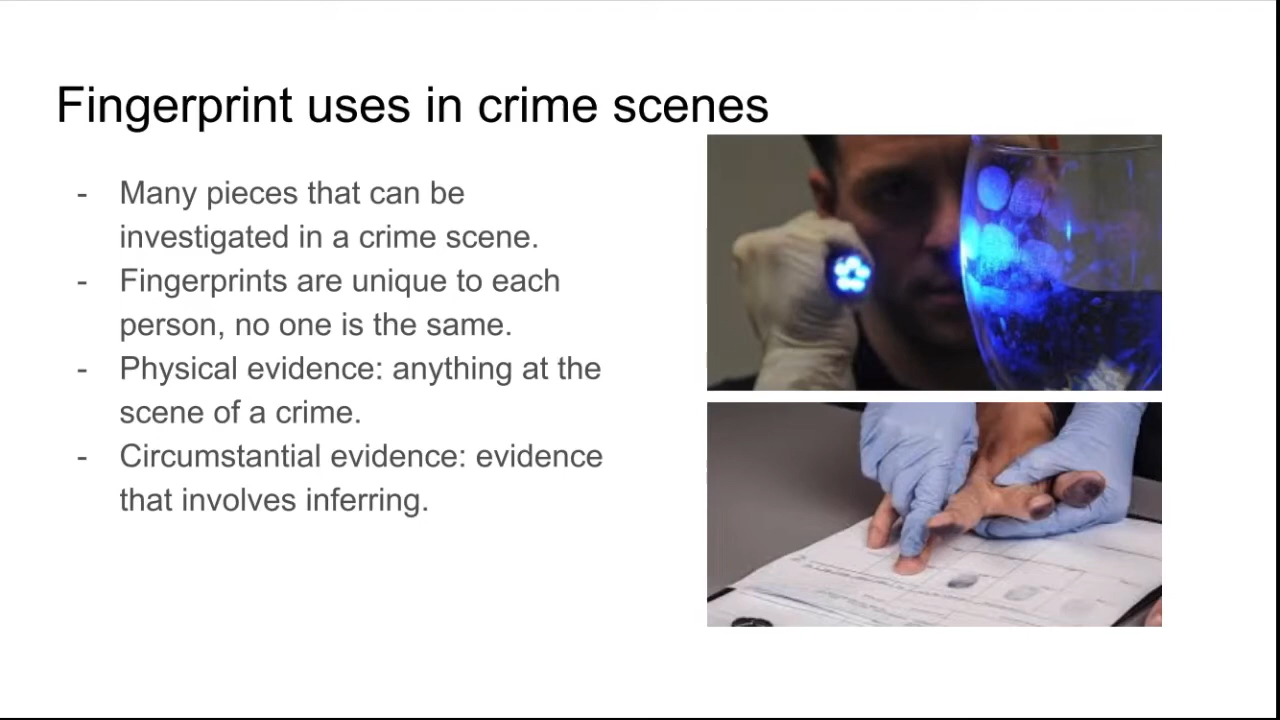 Fingerprint uses in crime scenes
- Many pieces that can be
investigated in a crime scene.
- Fingerprints are unique to each
person, no one is the same.
- Physical evidence: anything at the
scene of a crime.
- Circumstantial evidence: evidence
that involves inferring.